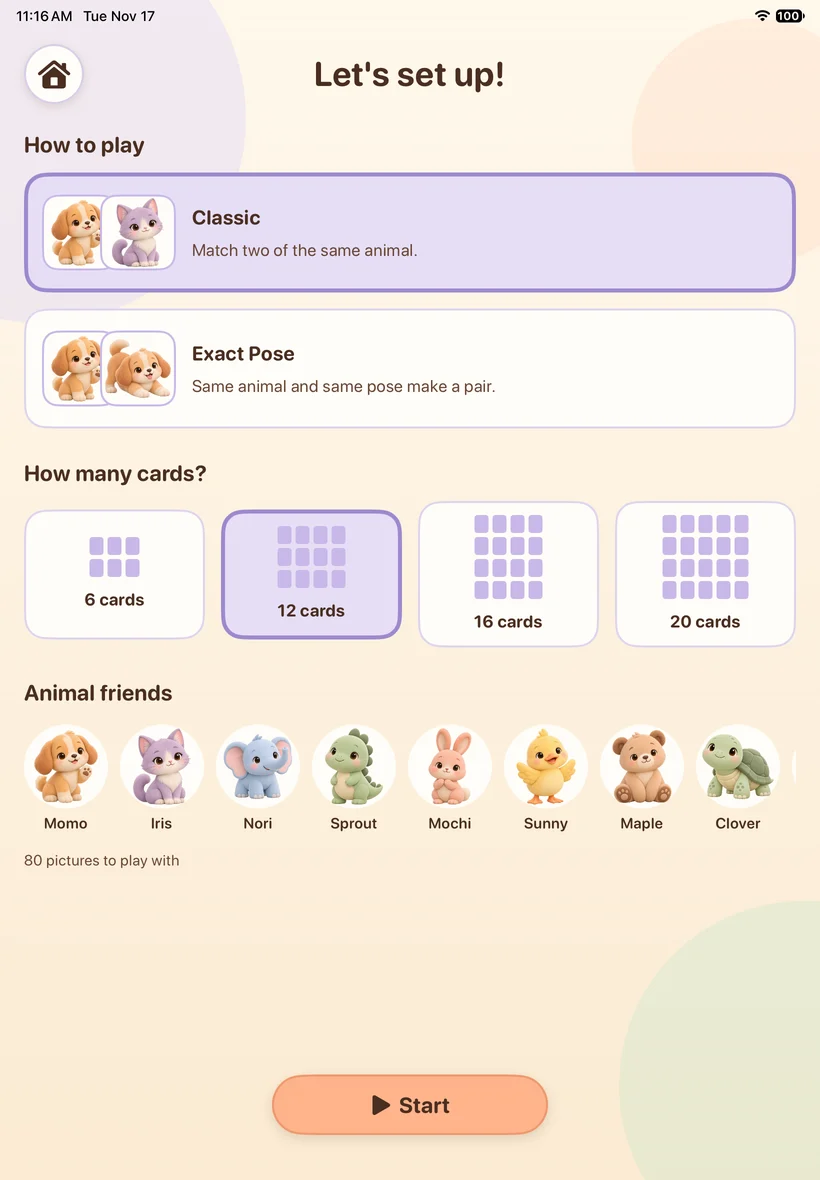 11:16 AM Tue Nov 17
100
Let's set up!
How to play
Classic
Match two of the same animal.
Exact Pose
Same animal and same pose make a pair.
How many cards?
6 cards
12 cards
16 cards
20 cards
Animal friends
Momo
Iris
Nori
Sprout
Mochi
Sunny
Maple
Clover
80 pictures to play with
Start